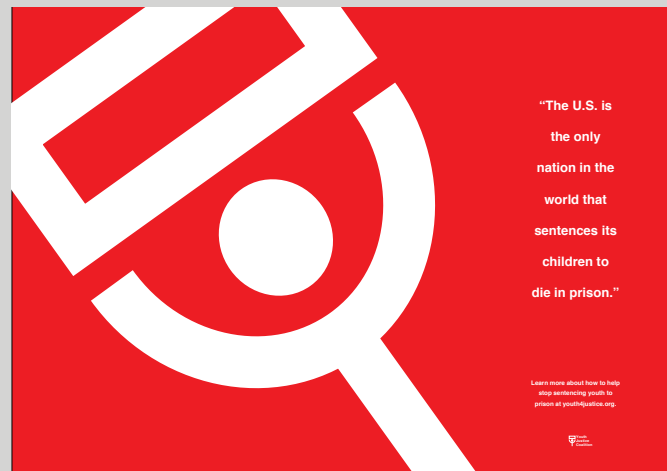 “The U.S. is
the only
nation in the
world that
sentences its
children to
die in prison.”
Learn more about how to help
stop sentencing youth to
prison at youth4justice.org.
Youth
Justice
Coalition